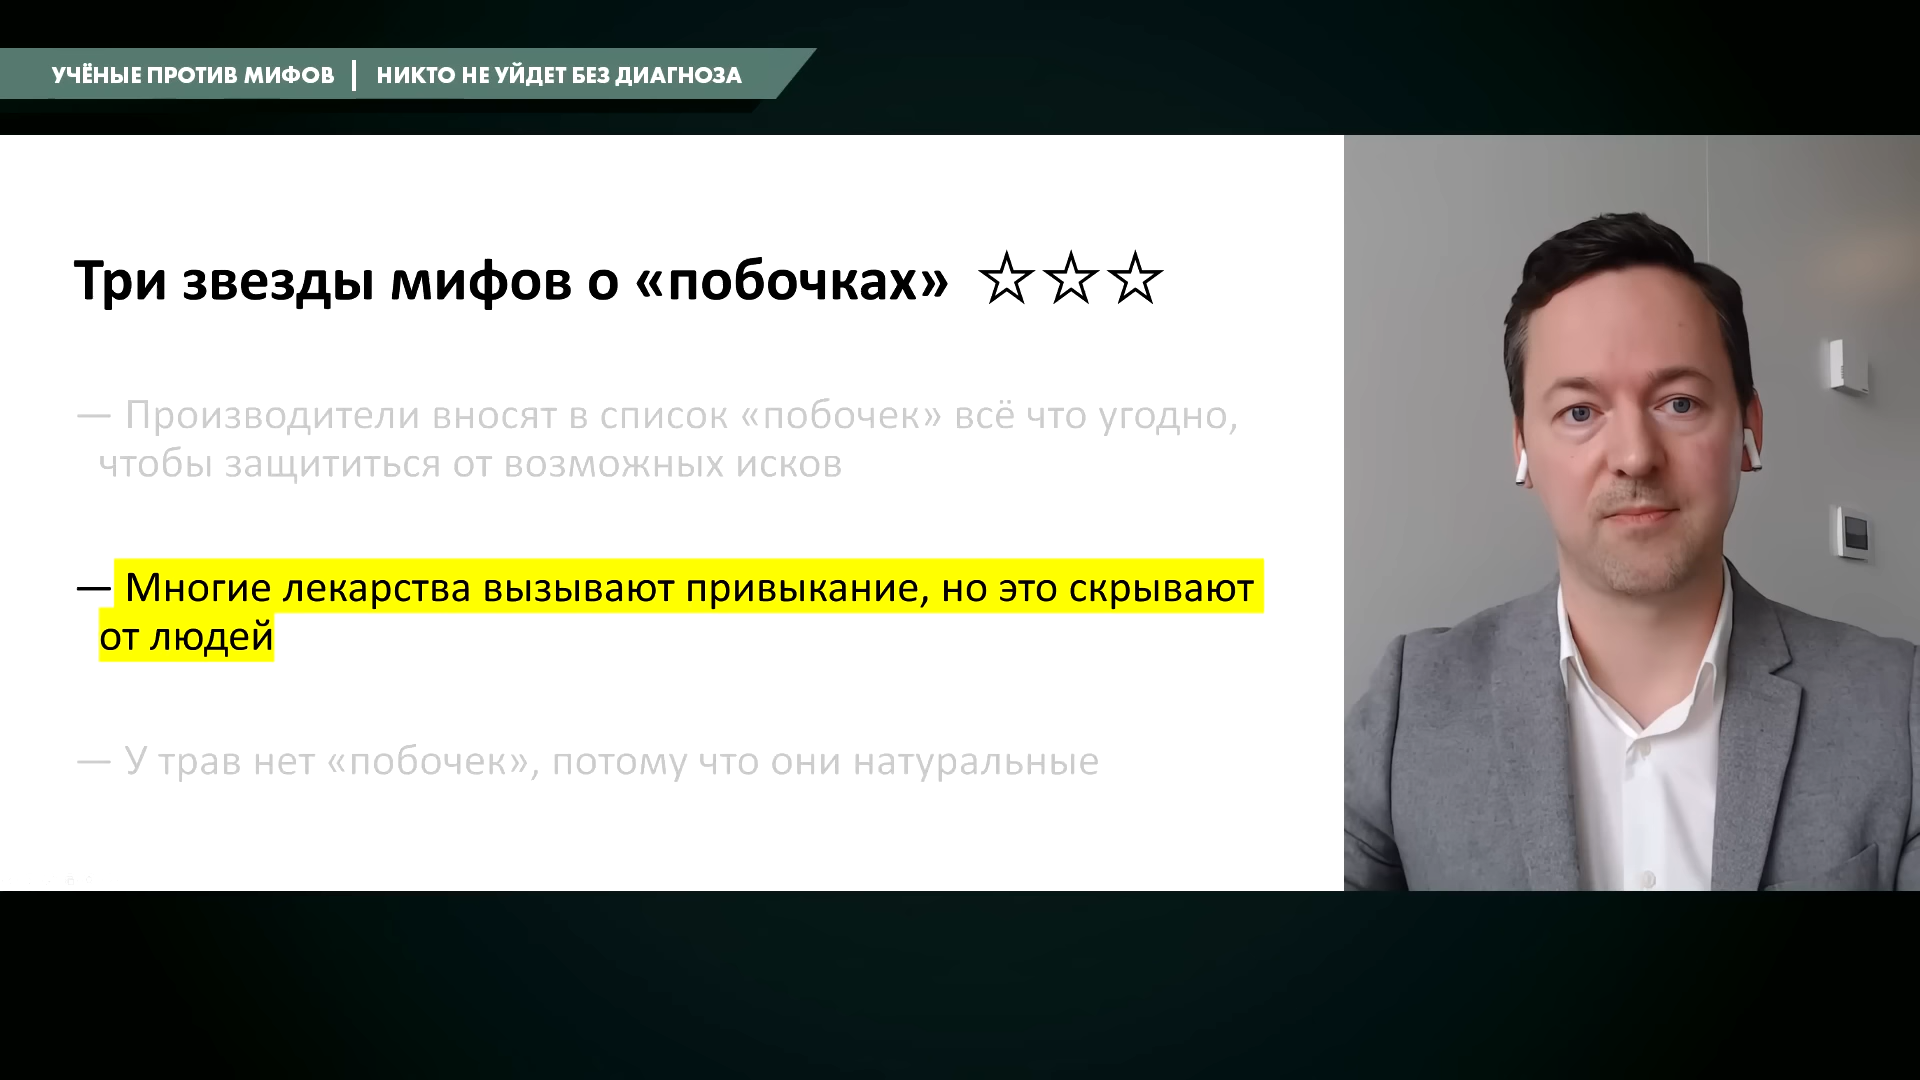 УЧЁНЫЕ ПРОТИВ МИФОВ | НИКТО НЕ УЙДЕТ БЕЗ ДИАГНОЗА
Три звезды мифов о «побочках» ☆☆☆
— Производители вносят в список «побочек» всё что угодно,
чтобы защититься от возможных исков
— Многие лекарства вызывают привыкание, но это скрывают
от людей
— У трав нет «побочек», потому что они натуральные